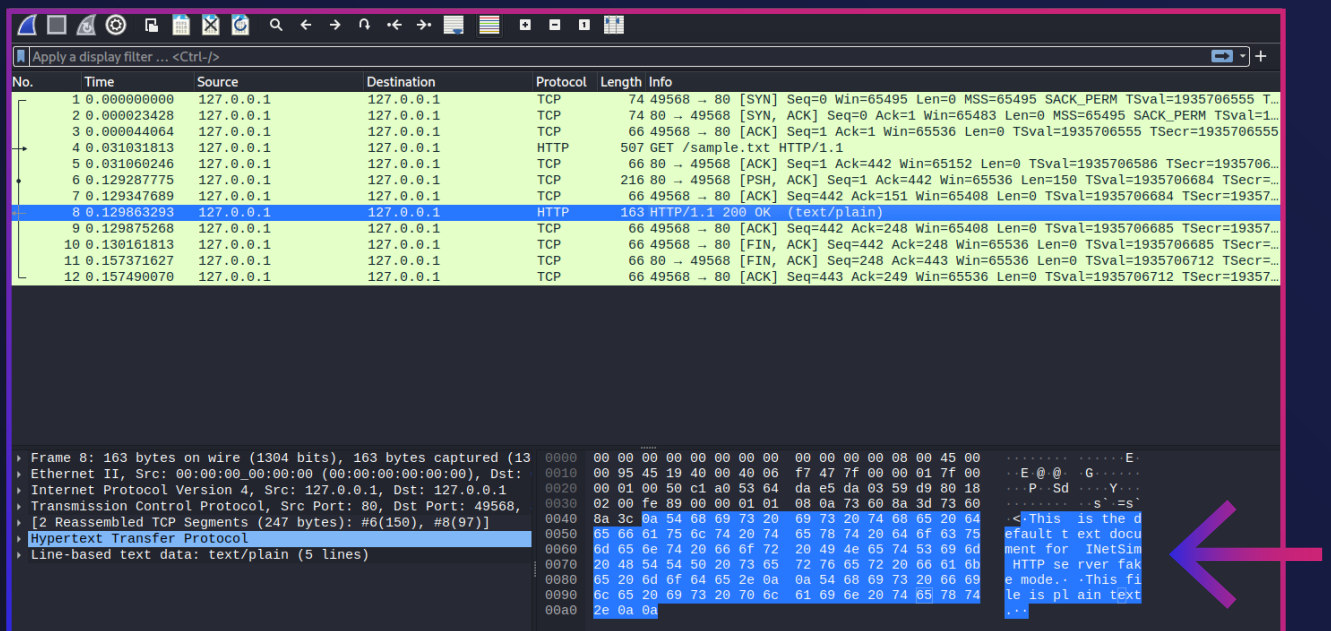 Apply a display filter … <Ctrl-/>
No. Time Source Destination Protocol Length Info
1 0.000000000 127.0.0.1 127.0.0.1 TCP 74 49568 → 80 [SYN] Seq=0 Win=65495 Len=0 MSS=65495 SACK_PERM TSval=1935706555 T…
2 0.000023428 127.0.0.1 127.0.0.1 TCP 74 80 → 49568 [SYN, ACK] Seq=0 Ack=1 Win=65483 Len=0 MSS=65495 SACK_PERM TSval=1…
3 0.000044064 127.0.0.1 127.0.0.1 TCP 66 49568 → 80 [ACK] Seq=1 Ack=1 Win=65536 Len=0 TSval=1935706555 TSecr=1935706555
4 0.031031813 127.0.0.1 127.0.0.1 HTTP 507 GET /sample.txt HTTP/1.1
5 0.031060246 127.0.0.1 127.0.0.1 TCP 66 80 → 49568 [ACK] Seq=1 Ack=442 Win=65152 Len=0 TSval=1935706586 TSecr=1935706…
6 0.129287775 127.0.0.1 127.0.0.1 TCP 216 80 → 49568 [PSH, ACK] Seq=1 Ack=442 Win=65536 Len=150 TSval=1935706684 TSecr=…
7 0.129347689 127.0.0.1 127.0.0.1 TCP 66 49568 → 80 [ACK] Seq=442 Ack=151 Win=65408 Len=0 TSval=1935706684 TSecr=19357…
8 0.129863293 127.0.0.1 127.0.0.1 HTTP 163 HTTP/1.1 200 OK (text/plain)
9 0.129875268 127.0.0.1 127.0.0.1 TCP 66 49568 → 80 [ACK] Seq=442 Ack=248 Win=65408 Len=0 TSval=1935706685 TSecr=19357…
10 0.130161813 127.0.0.1 127.0.0.1 TCP 66 49568 → 80 [FIN, ACK] Seq=442 Ack=248 Win=65536 Len=0 TSval=1935706685 TSecr=…
11 0.157371627 127.0.0.1 127.0.0.1 TCP 66 80 → 49568 [FIN, ACK] Seq=248 Ack=443 Win=65536 Len=0 TSval=1935706712 TSecr=…
12 0.157490070 127.0.0.1 127.0.0.1 TCP 66 49568 → 80 [ACK] Seq=443 Ack=249 Win=65536 Len=0 TSval=1935706712 TSecr=19357…
Frame 8: 163 bytes on wire (1304 bits), 163 bytes captured (13
Ethernet II, Src: 00:00:00_00:00:00 (00:00:00:00:00:00), Dst:
Internet Protocol Version 4, Src: 127.0.0.1, Dst: 127.0.0.1
Transmission Control Protocol, Src Port: 80, Dst Port: 49568,
[2 Reassembled TCP Segments (247 bytes): #6(150), #8(97)]
Hypertext Transfer Protocol
Line-based text data: text/plain (5 lines)
0000 00 00 00 00 00 00 00 00 00 00 00 00 08 00 45 00 ········ ······E·
0010 00 95 45 19 40 00 40 06 f7 47 7f 00 00 01 7f 00 ··E·@·@· ·G······
0020 00 01 00 50 c1 a0 53 64 da e5 da 03 59 d9 80 18 ···P··Sd ····Y···
0030 02 00 fe 89 00 00 01 01 08 0a 73 60 8a 3d 73 60 ········ ··s`·=s`
0040 8a 3c 0a 54 68 69 73 20 69 73 20 74 68 65 20 64 ·<·This is the d
0050 65 66 61 75 6c 74 20 74 65 78 74 20 64 6f 63 75 efault t ext docu
0060 6d 65 6e 74 20 66 6f 72 20 49 4e 65 74 53 69 6d ment for INetSim
0070 20 48 54 54 50 20 73 65 72 76 65 72 20 66 61 6b HTTP se rver fak
0080 65 20 6d 6f 64 65 2e 0a 0a 54 68 69 73 20 66 69 e mode.· ·This fi
0090 6c 65 20 69 73 20 70 6c 61 69 6e 20 74 65 78 74 le is pl ain text
00a0 2e 0a 0a .··